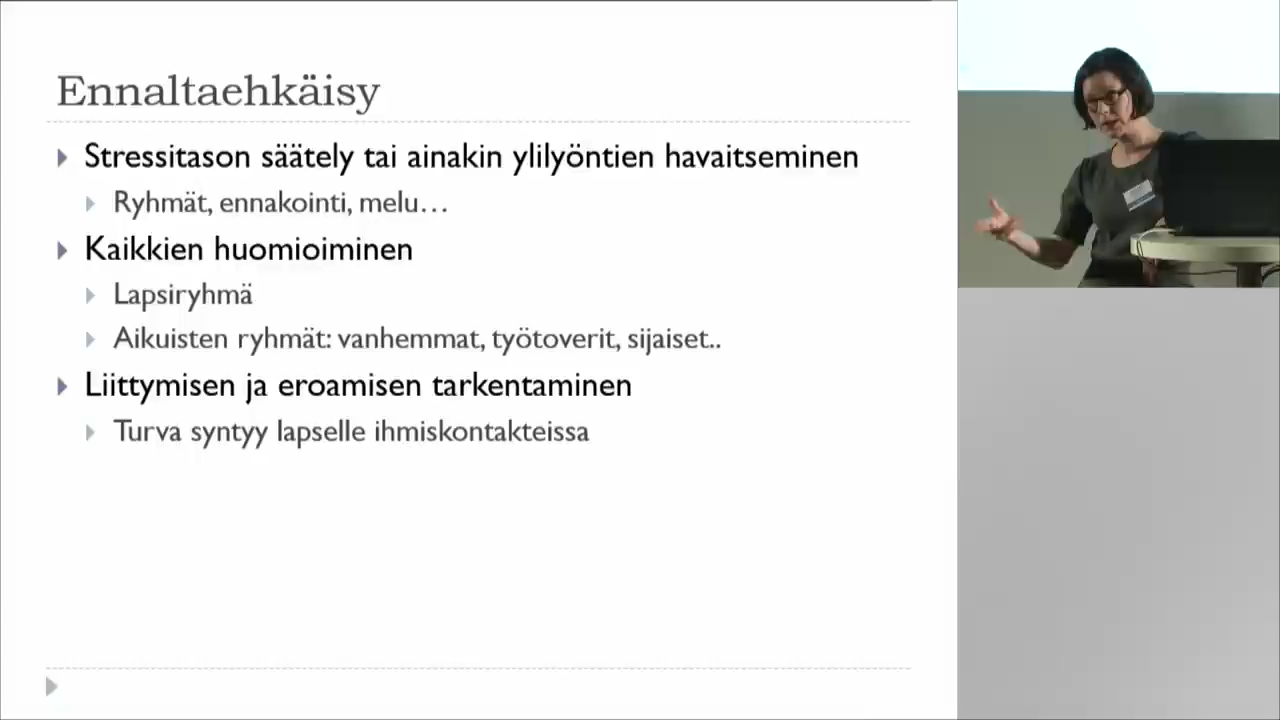 Ennaltaehkäisy
Stressitason säätely tai ainakin ylilyöntien havaitseminen
Ryhmät, ennakointi, melu…
Kaikkien huomioiminen
Lapsiryhmä
Aikuisten ryhmät: vanhemmat, työtoverit, sijaiset..
Liittymisen ja eroamisen tarkentaminen
Turva syntyy lapselle ihmiskontakteissa